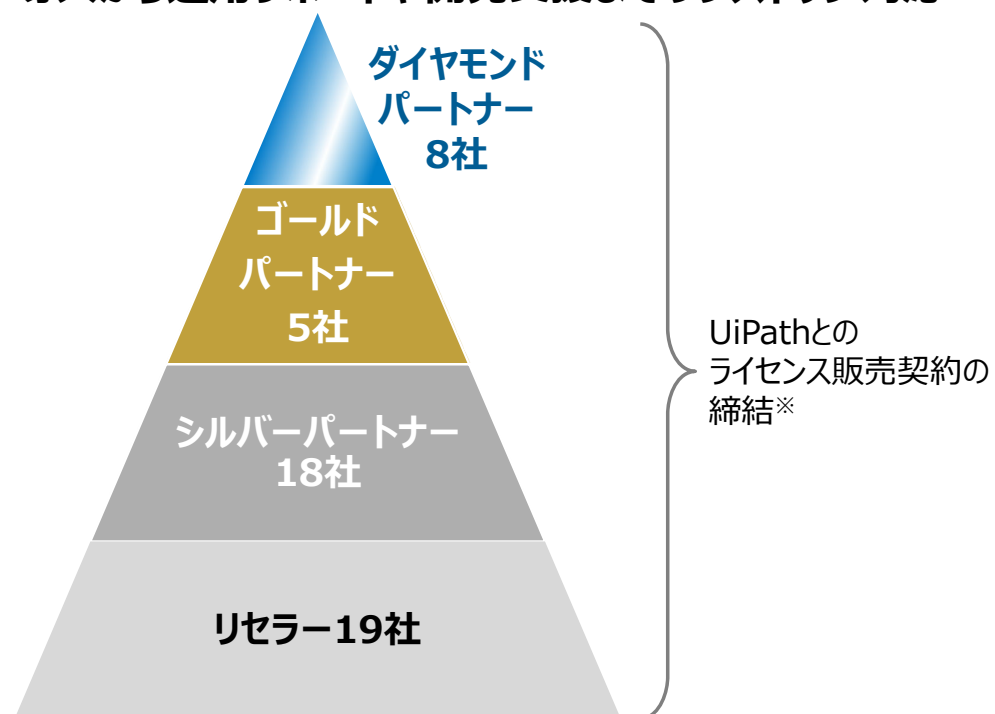 ダイヤモンド
パートナー
8社
ゴールド
パートナー
5社
シルバーパートナー
18社
リセラー19社
UiPathとの
ライセンス販売契約の
締結※